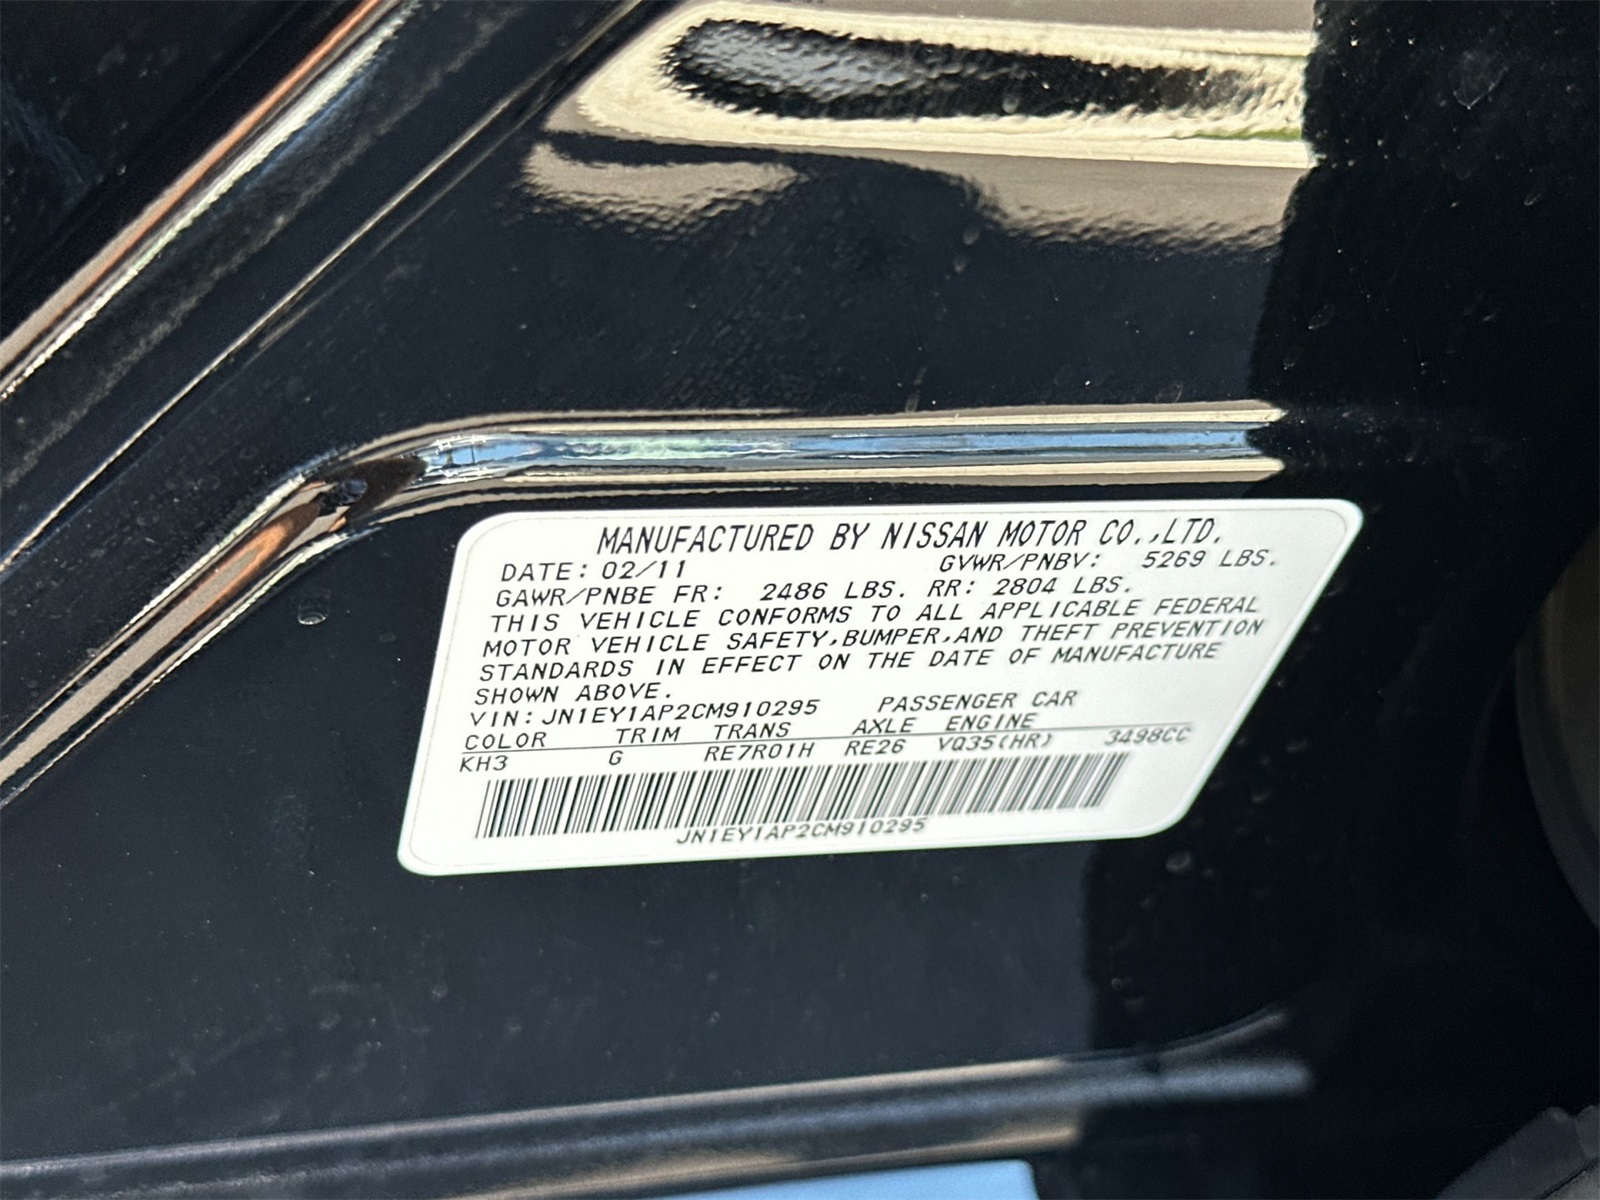 MANUFACTURED BY NISSAN MOTOR CO.,LTD.
DATE: 02/11 GVWR/PNBV: 5269 LBS.
GAWR/PNBE FR: 2486 LBS. RR: 2804 LBS.
THIS VEHICLE CONFORMS TO ALL APPLICABLE FEDERAL
MOTOR VEHICLE SAFETY,BUMPER,AND THEFT PREVENTION
STANDARDS IN EFFECT ON THE DATE OF MANUFACTURE
SHOWN ABOVE.
VIN:JN1EY1AP2CM910295 PASSENGER CAR
COLOR TRIM TRANS AXLE ENGINE
KH3 G RE7R01H RE26 VQ35(HR) 3498CC
JN1EY1AP2CM910295